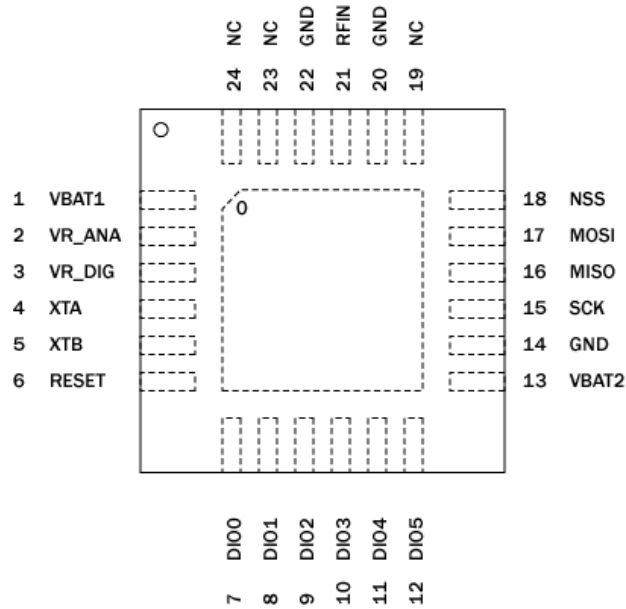 24 NC
23 NC
22 GND
21 RFIN
20 GND
19 NC
1 VBAT1
2 VR_ANA
3 VR_DIG
4 XTA
5 XTB
6 RESET
0
18 NSS
17 MOSI
16 MISO
15 SCK
14 GND
13 VBAT2
7 DIO0
8 DIO1
9 DIO2
10 DIO3
11 DIO4
12 DIO5